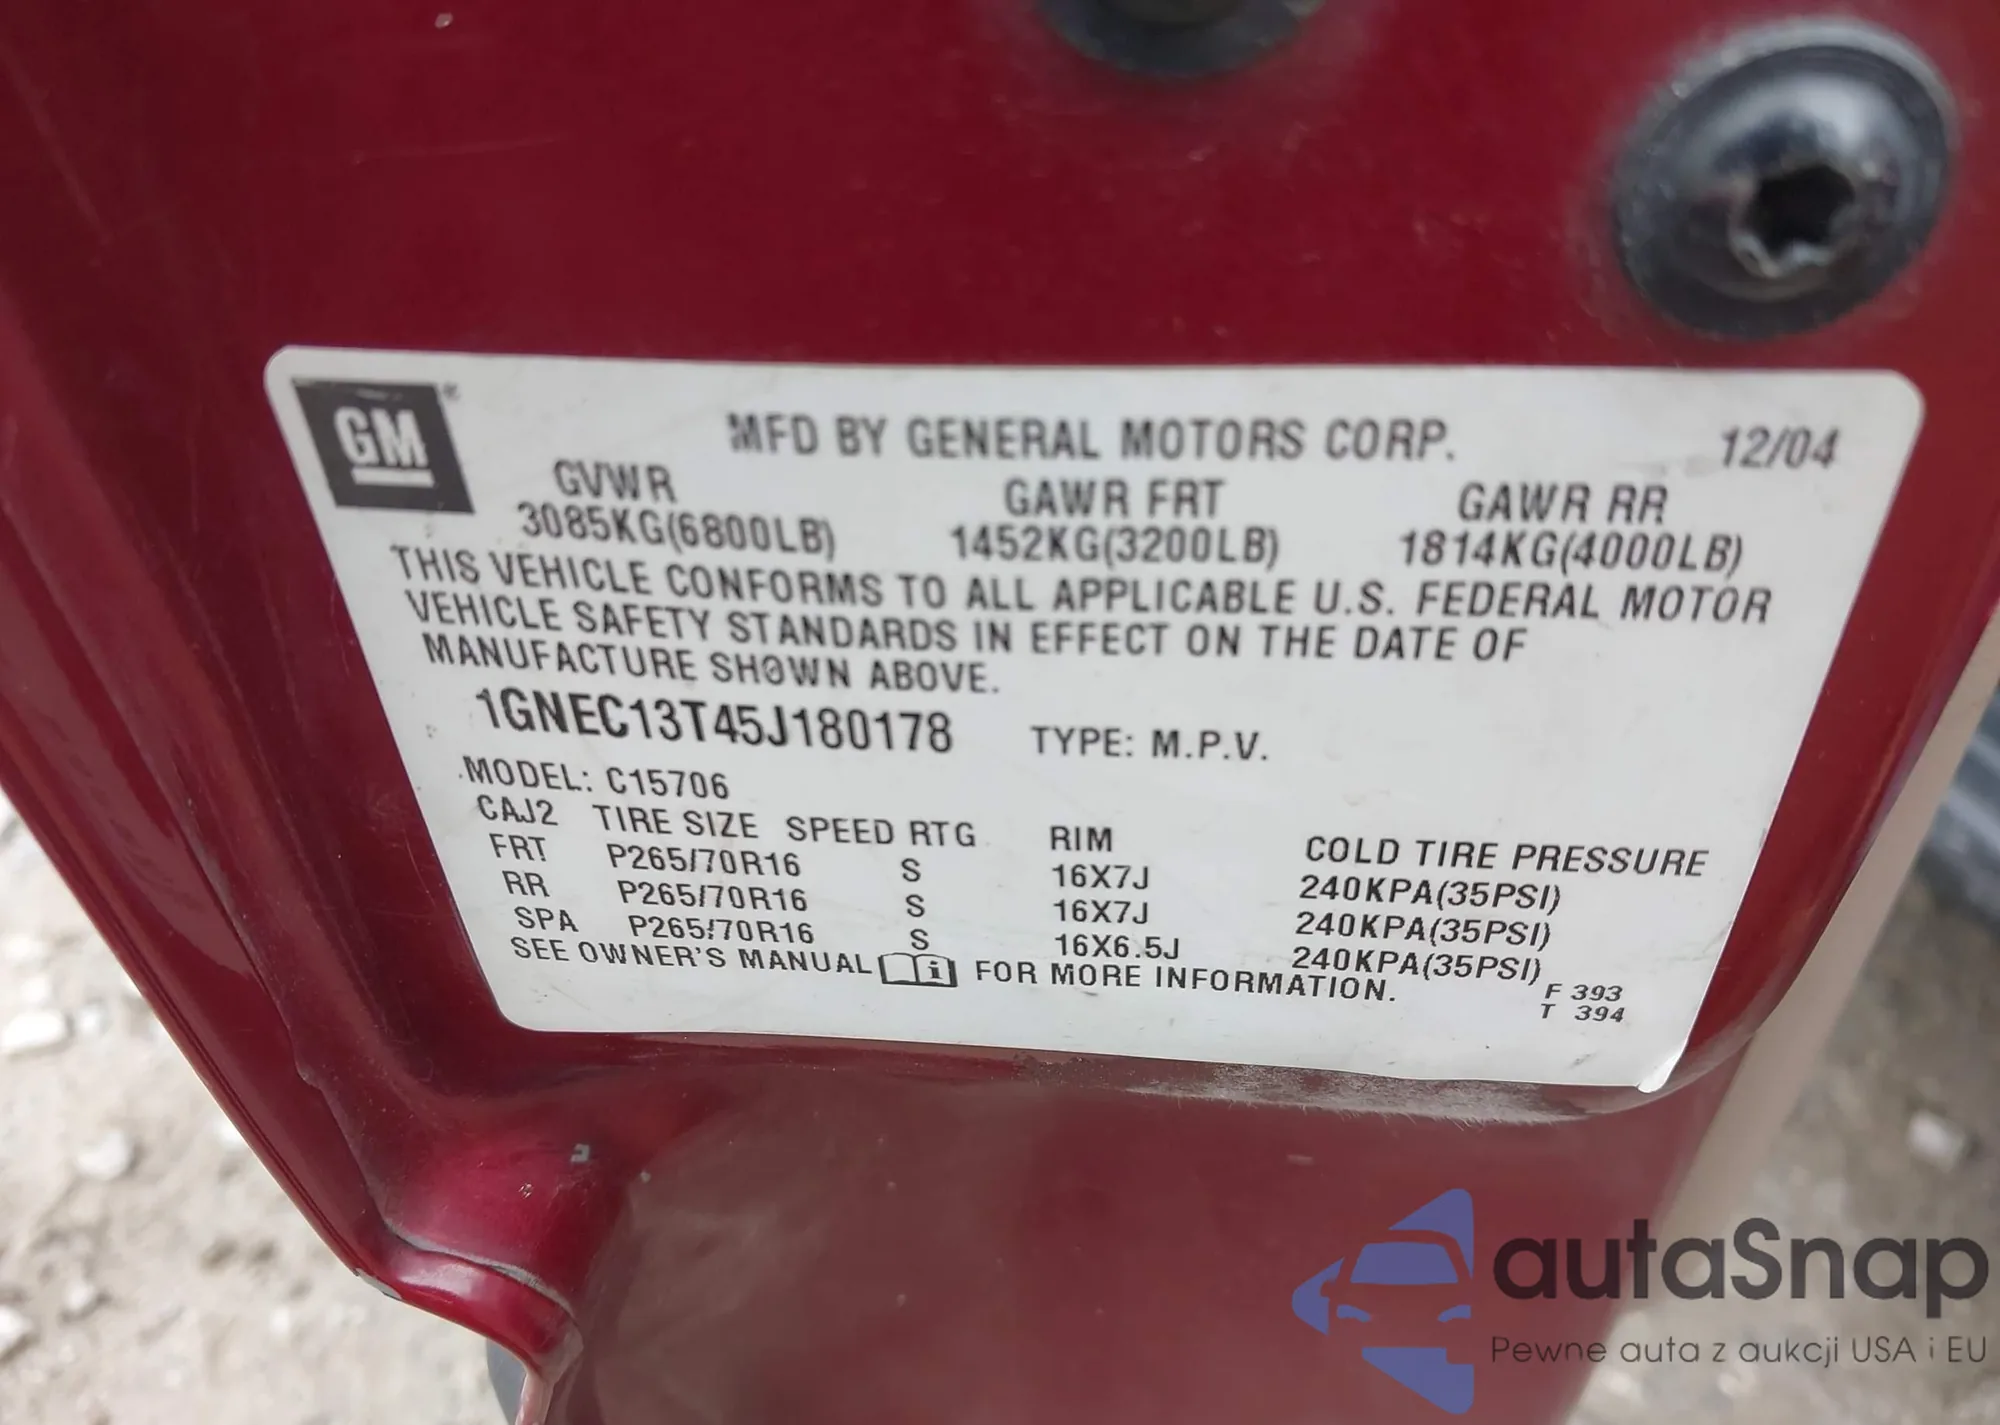 GM®
MFD BY GENERAL MOTORS CORP. 12/04
GVWR GAWR FRT GAWR RR
3085KG(6800LB) 1452KG(3200LB) 1814KG(4000LB)
THIS VEHICLE CONFORMS TO ALL APPLICABLE U.S. FEDERAL MOTOR
VEHICLE SAFETY STANDARDS IN EFFECT ON THE DATE OF
MANUFACTURE SHOWN ABOVE.
1GNEC13T45J180178 TYPE: M.P.V.
MODEL: C15706
CAJ2 TIRE SIZE SPEED RTG RIM COLD TIRE PRESSURE
FRT P265/70R16 S 16X7J 240KPA(35PSI)
RR P265/70R16 S 16X7J 240KPA(35PSI)
SPA P265/70R16 S 16X6.5J 240KPA(35PSI)
SEE OWNER'S MANUAL i FOR MORE INFORMATION.
F 393
T 394
autaSnap
Pewne auta z aukcji USA i EU